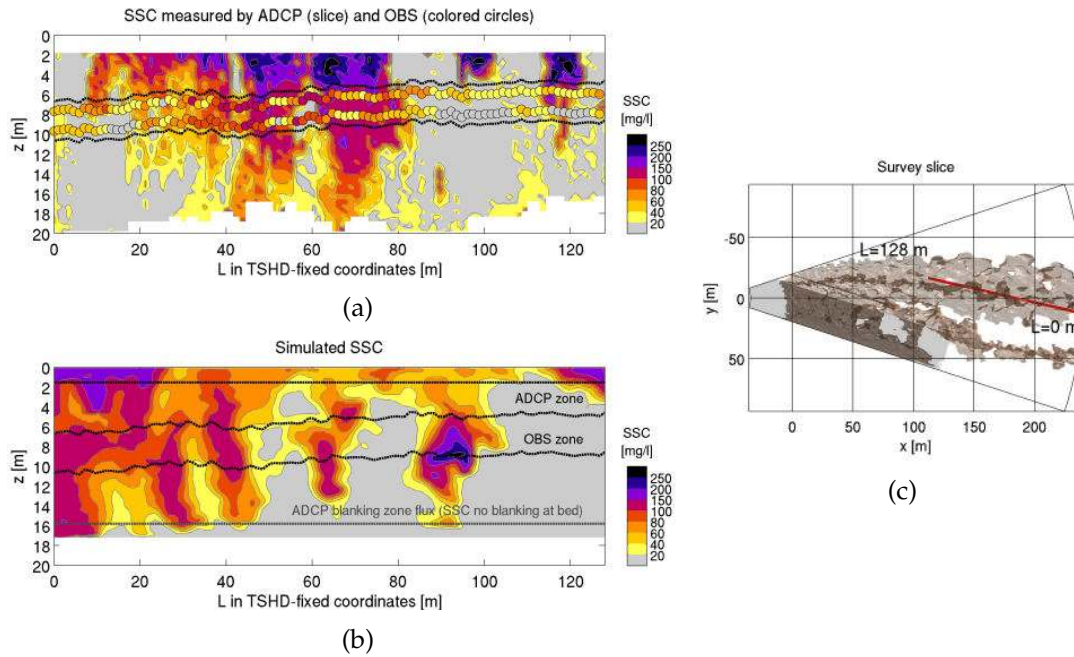 SSC measured by ADCP (slice) and OBS (colored circles)
0
2
4
6
8
10
12
14
16
18
20
z [m]
0 20 40 60 80 100 120
L in TSHD-fixed coordinates [m]
SSC
[mg/l]
250
200
150
100
80
60
40
20
(a)
Simulated SSC
0
2
4
6
8
10
12
14
16
18
20
z [m]
ADCP zone
OBS zone
ADCP blanking zone flux (SSC no blanking at bed)
0 20 40 60 80 100 120
L in TSHD-fixed coordinates [m]
SSC
[mg/l]
250
200
150
100
80
60
40
20
(b)
Survey slice
-50
0
50
y [m]
L=128 m
L=0 m
0 50 100 150 200
x [m]
(c)